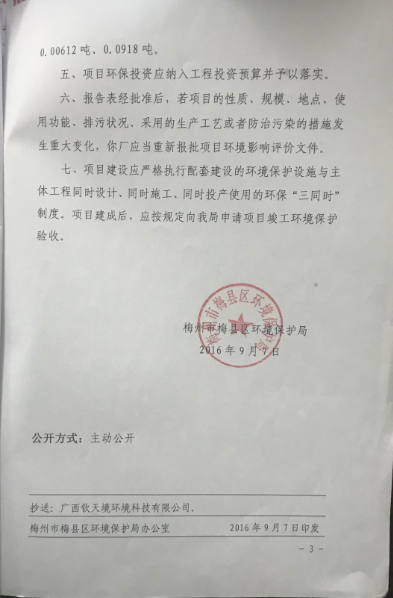 0.00612 吨、0.0918 吨。
五、项目环保投资应纳入工程投资预算并予以落实。
六、报告表经批准后，若项目的性质、规模、地点、使
用功能、排污状况、采用的生产工艺或者防治污染的措施发
生重大变化，你厂应当重新报批项目环境影响评价文件。
七、项目建设应严格执行配套建设的环境保护设施与主
体工程同时设计、同时施工、同时投产使用的环保“三同时”
制度。项目建成后，应按规定向我局申请项目竣工环境保护
验收。
梅州市梅县区环境保护局
梅州市梅县区环境保护局
2016 年 9 月 7 日
公开方式：主动公开
抄送：广西钦天境环境科技有限公司。
梅州市梅县区环境保护局办公室 2016 年 9 月 7 日印发
- 3 -